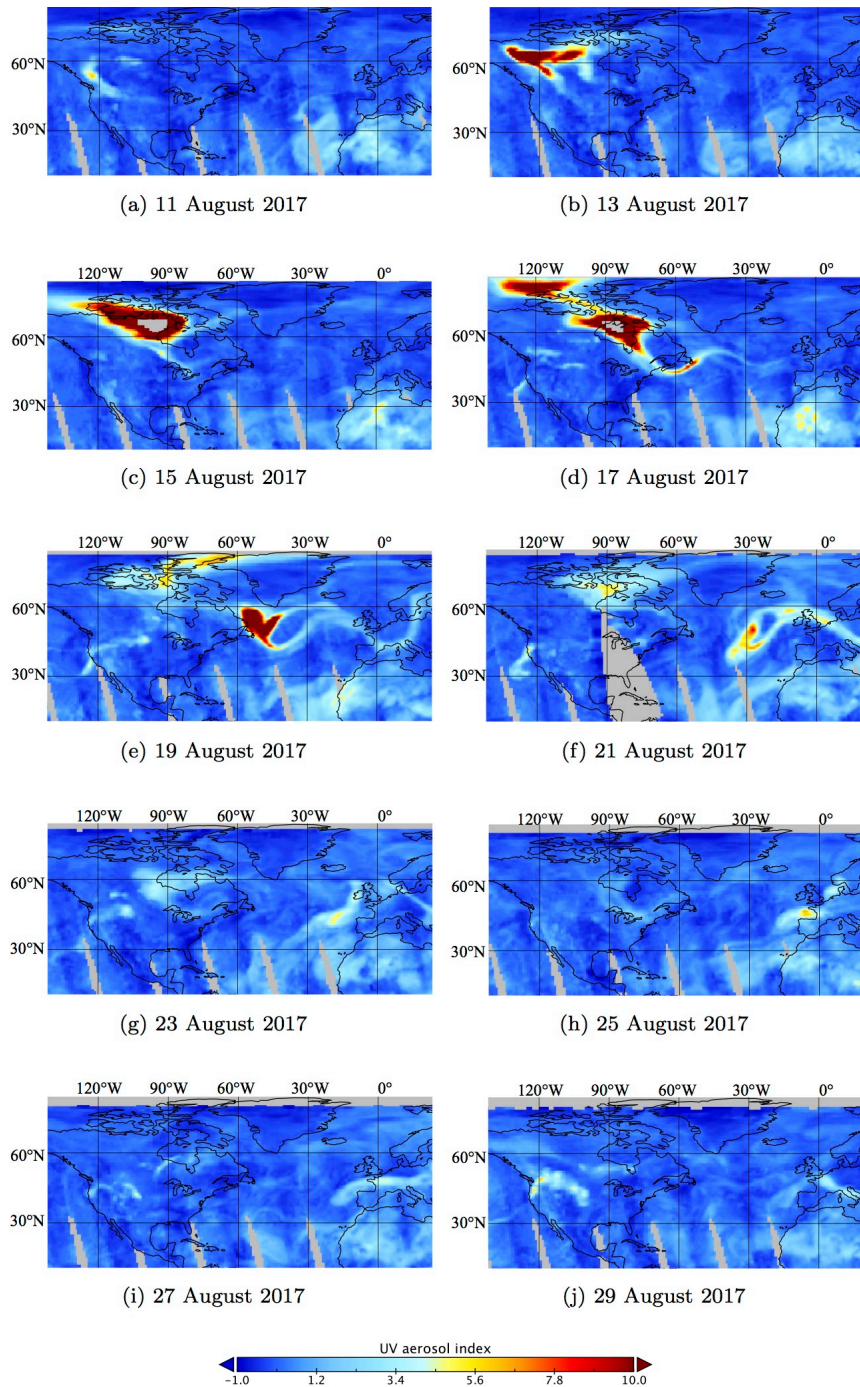 60°N 60°N
30°N 30°N
(a) 11 August 2017 (b) 13 August 2017
120°W 90°W 60°W 30°W 0° 120°W 90°W 60°W 30°W 0°
60°N 60°N
30°N 30°N
(c) 15 August 2017 (d) 17 August 2017
120°W 90°W 60°W 30°W 0° 120°W 90°W 60°W 30°W 0°
60°N 60°N
30°N 30°N
(e) 19 August 2017 (f) 21 August 2017
120°W 90°W 60°W 30°W 0° 120°W 90°W 60°W 30°W 0°
60°N 60°N
30°N 30°N
(g) 23 August 2017 (h) 25 August 2017
120°W 90°W 60°W 30°W 0° 120°W 90°W 60°W 30°W 0°
60°N 60°N
30°N 30°N
(i) 27 August 2017 (j) 29 August 2017
UV aerosol index
−1.0 1.2 3.4 5.6 7.8 10.0